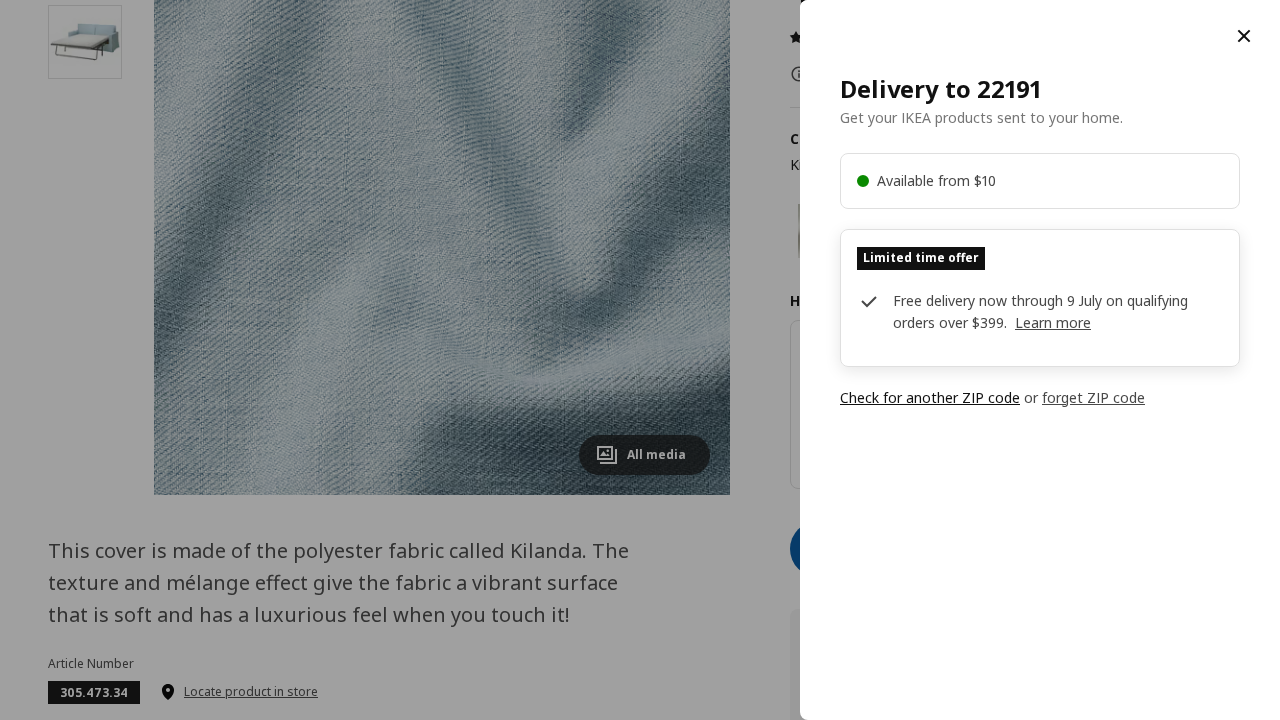 All media
This cover is made of the polyester fabric called Kilanda. The
texture and mélange effect give the fabric a vibrant surface
that is soft and has a luxurious feel when you touch it!
Article Number
305.473.34
Locate product in store
Delivery to 22191
Get your IKEA products sent to your home.
Available from $10
Limited time offer
Free delivery now through 9 July on qualifying
orders over $399. Learn more
Check for another ZIP code or forget ZIP code